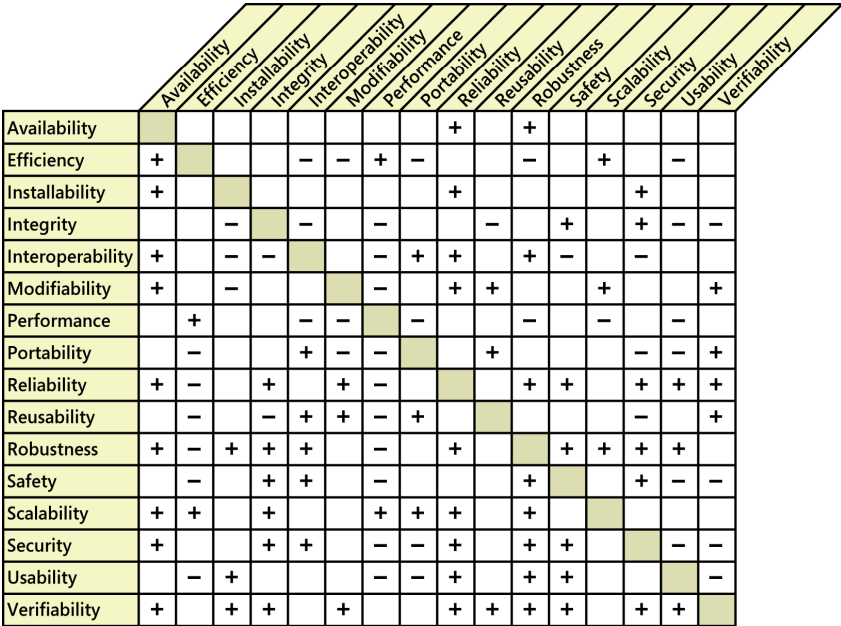 Availability Efficiency Installability Integrity Interoperability Modifiability Performance Portability Reliability Reusability Robustness Safety Scalability Security Usability Verifiability
Availability + +
Efficiency + − − + − − + −
Installability + + +
Integrity − − − − + + − −
Interoperability + − − − + + + − −
Modifiability + − − + + + +
Performance + − − − − − −
Portability − + − − + − − +
Reliability + − + + − + + + + +
Reusability − − + + − + − +
Robustness + − + + + − + + + + +
Safety − + + − + + − −
Scalability + + + + + + +
Security + + + − − + + + − −
Usability − + − − + + + −
Verifiability + + + + + + + + + +